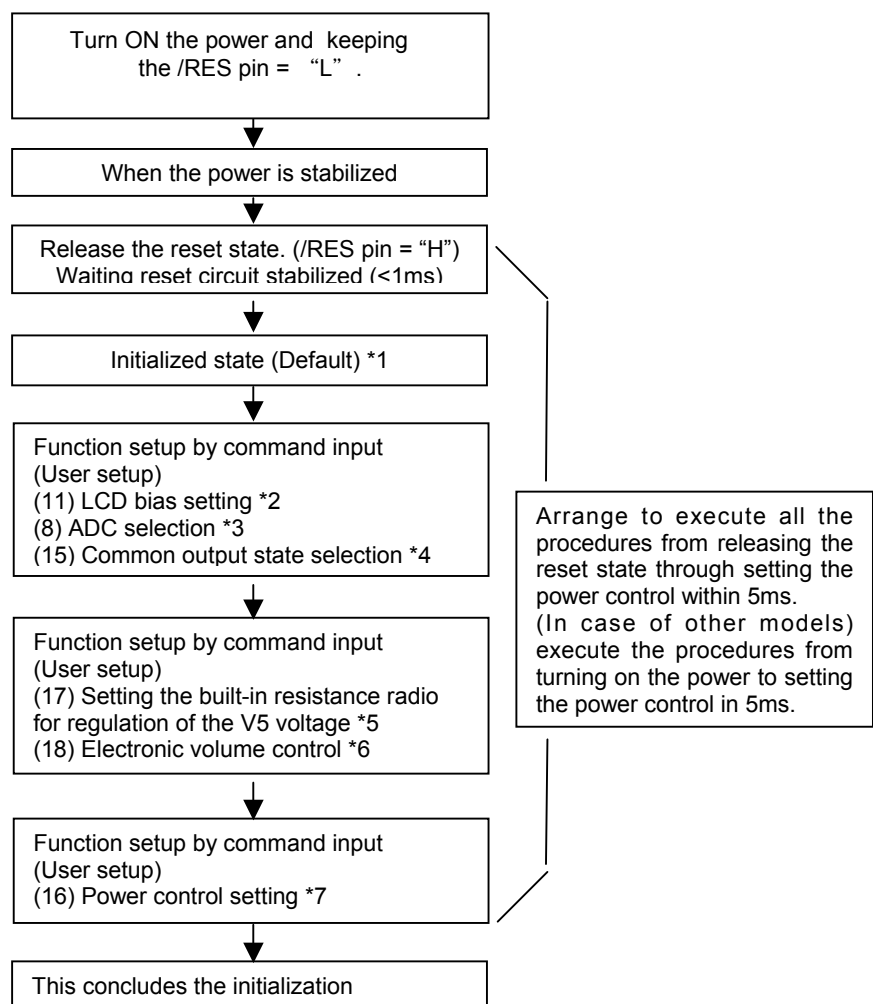 Turn ON the power and keeping
the /RES pin = “L” .
When the power is stabilized
Release the reset state. (/RES pin = “H”)
Waiting reset circuit stabilized (<1ms)
Initialized state (Default) *1
Function setup by command input
(User setup)
(11) LCD bias setting *2
(8) ADC selection *3
(15) Common output state selection *4
Function setup by command input
(User setup)
(17) Setting the built-in resistance radio
for regulation of the V5 voltage *5
(18) Electronic volume control *6
Function setup by command input
(User setup)
(16) Power control setting *7
This concludes the initialization
Arrange to execute all the
procedures from releasing the
reset state through setting the
power control within 5ms.
(In case of other models)
execute the procedures from
turning on the power to setting
the power control in 5ms.